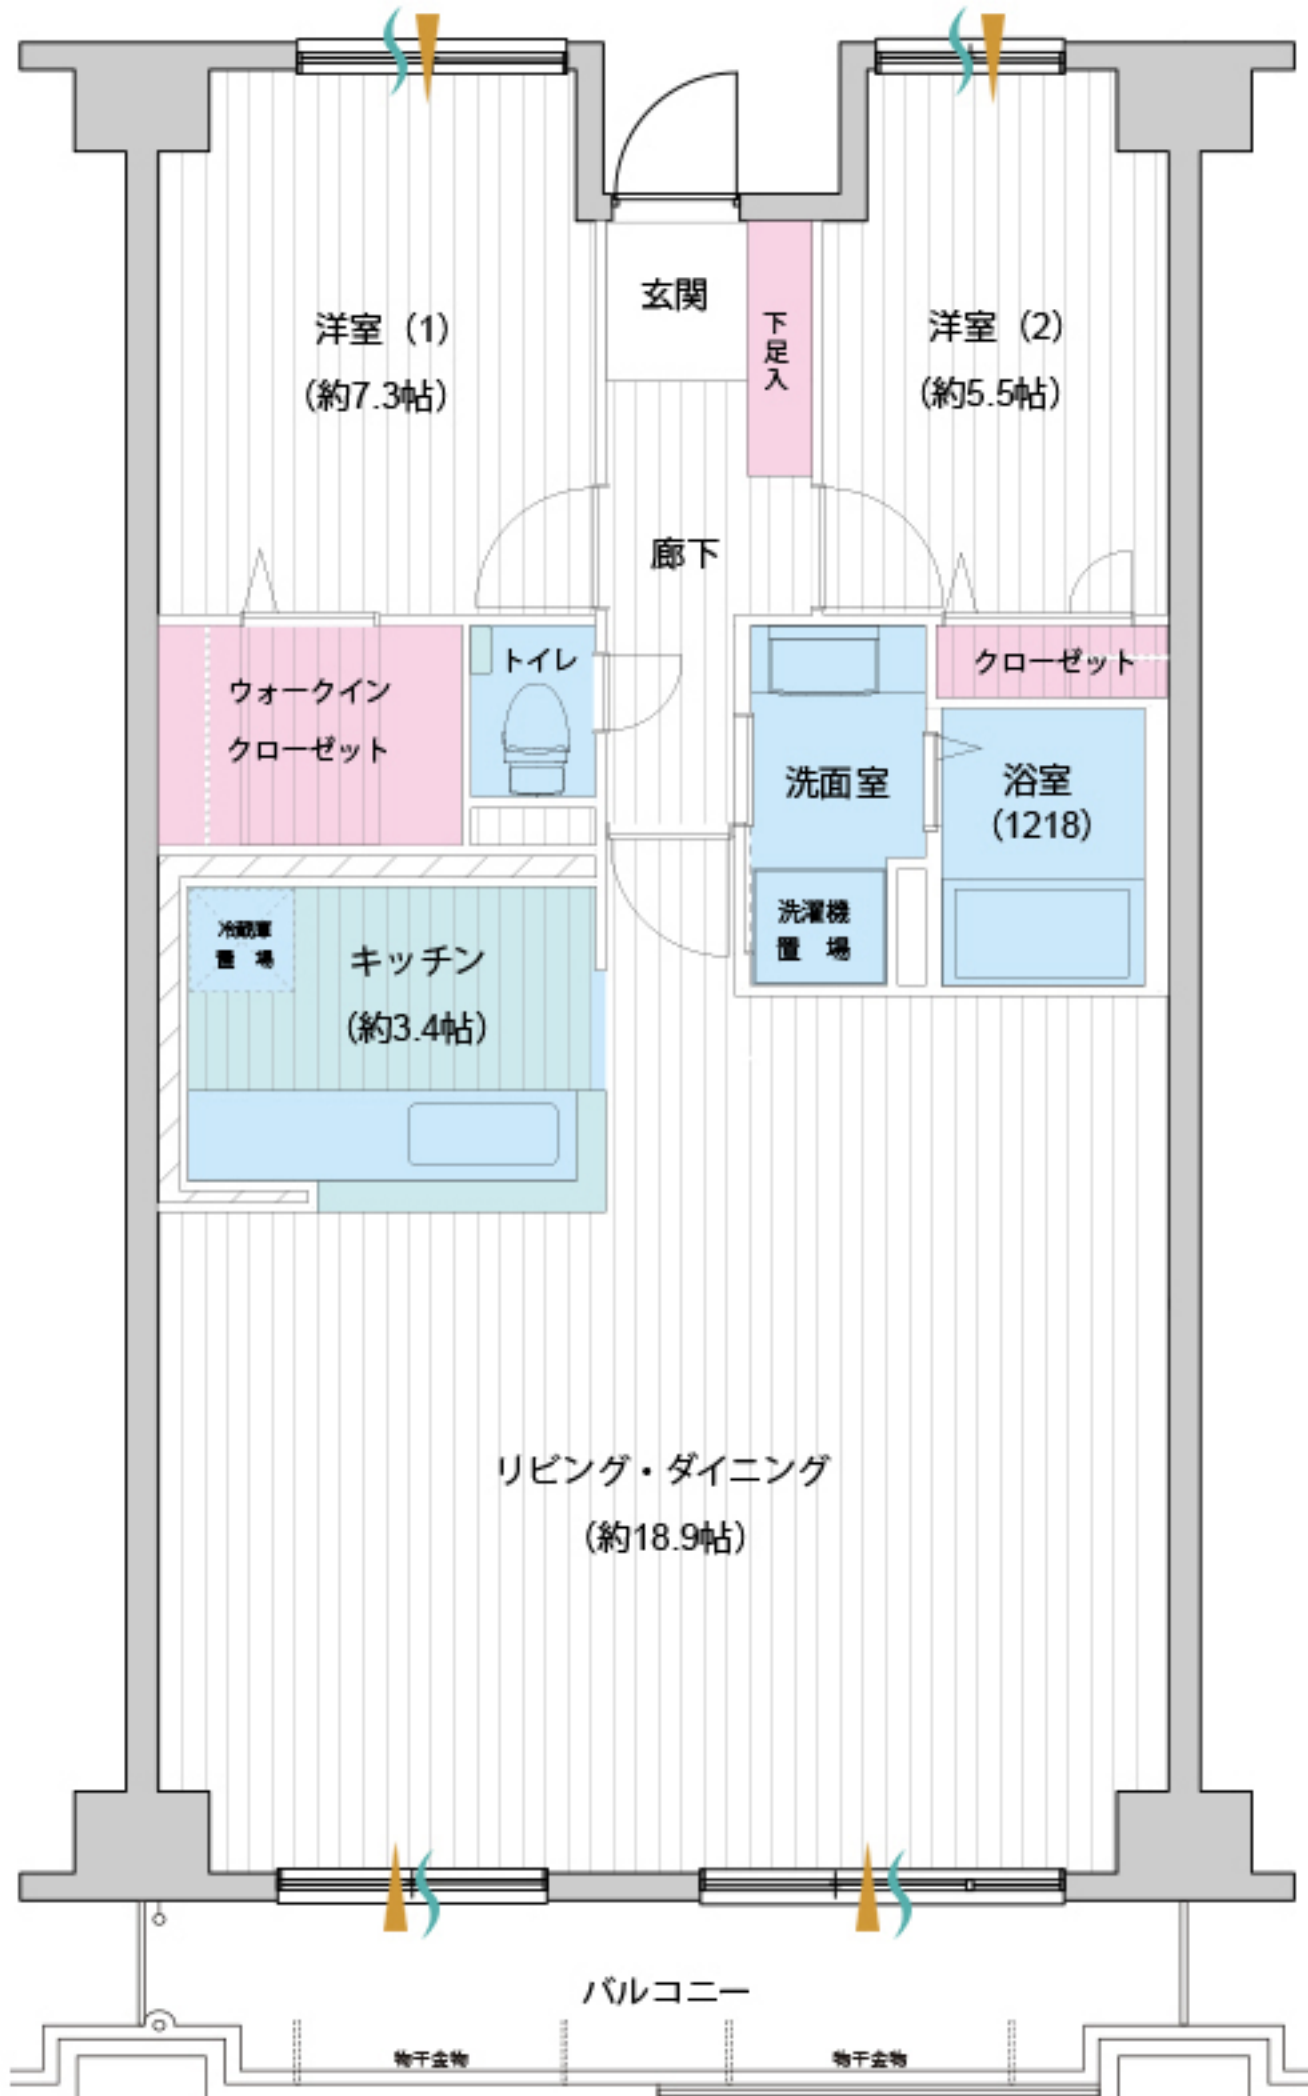 玄関
下足入
洋室（1）
（約7.3帖）
洋室（2）
（約5.5帖）
廊下
ウォークイン
クローゼット
トイレ
クローゼット
洗面室
浴室
（1218）
洗濯機
置　場
冷蔵庫
置　場
キッチン
（約3.4帖）
リビング・ダイニング
（約18.9帖）
バルコニー
物干金物
物干金物